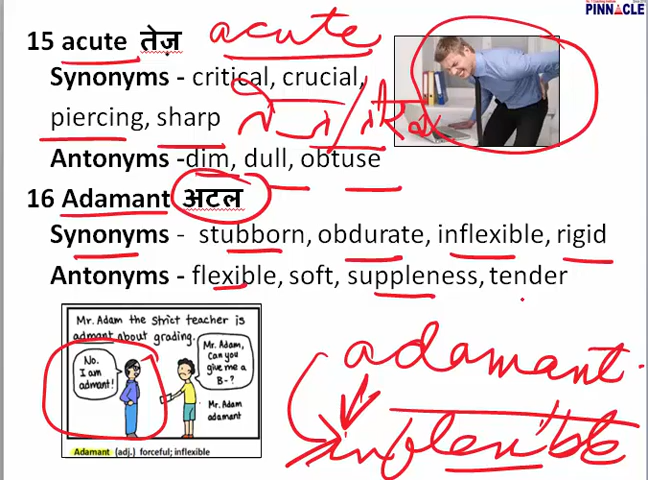 PINNACLE
15 acute तेज़ acute
Synonyms - critical, crucial,
piercing, sharp
Antonyms -dim, dull, obtuse
16 Adamant अटल
Synonyms - stubborn, obdurate, inflexible, rigid
Antonyms - flexible, soft, suppleness, tender
Mr. Adam the strict teacher is
admant about grading.
No.
I am
admant!
Mr. Adam,
Can you
give me a
B-?
Mr. Adam
adamant
Adamant (adj.) forceful; inflexible
adamant
inflexible